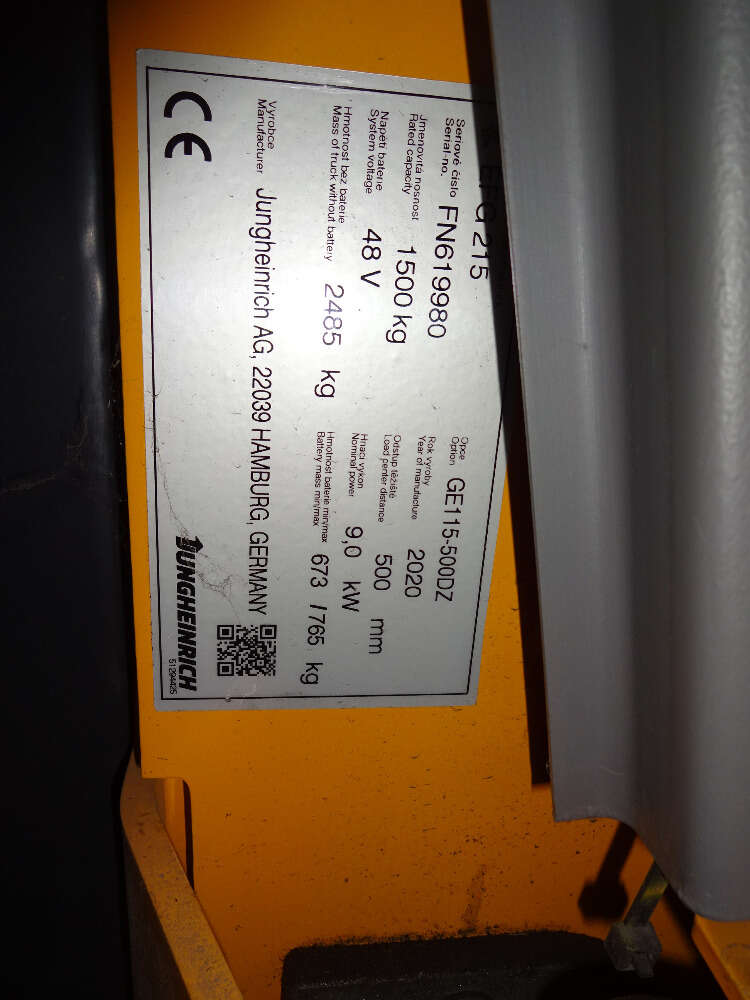 EFG 215
Sériové číslo
Serial-no. FN619980
Opce
Option GE115-500DZ
Jmenovitá nosnost
Rated capacity 1500 kg
Rok výroby
Year of manufacture 2020
Napětí baterie
System voltage 48 V
Odstup těžiště
Load center distance 500 mm
Hnací výkon
Nominal power 9,0 kW
Hmotnost bez baterie
Mass of truck without battery 2485 kg
Hmotnost baterie min/max
Battery mass min/max 673 / 765 kg
Výrobce
Manufacturer Jungheinrich AG, 22039 HAMBURG, GERMANY
CE
JUNGHEINRICH